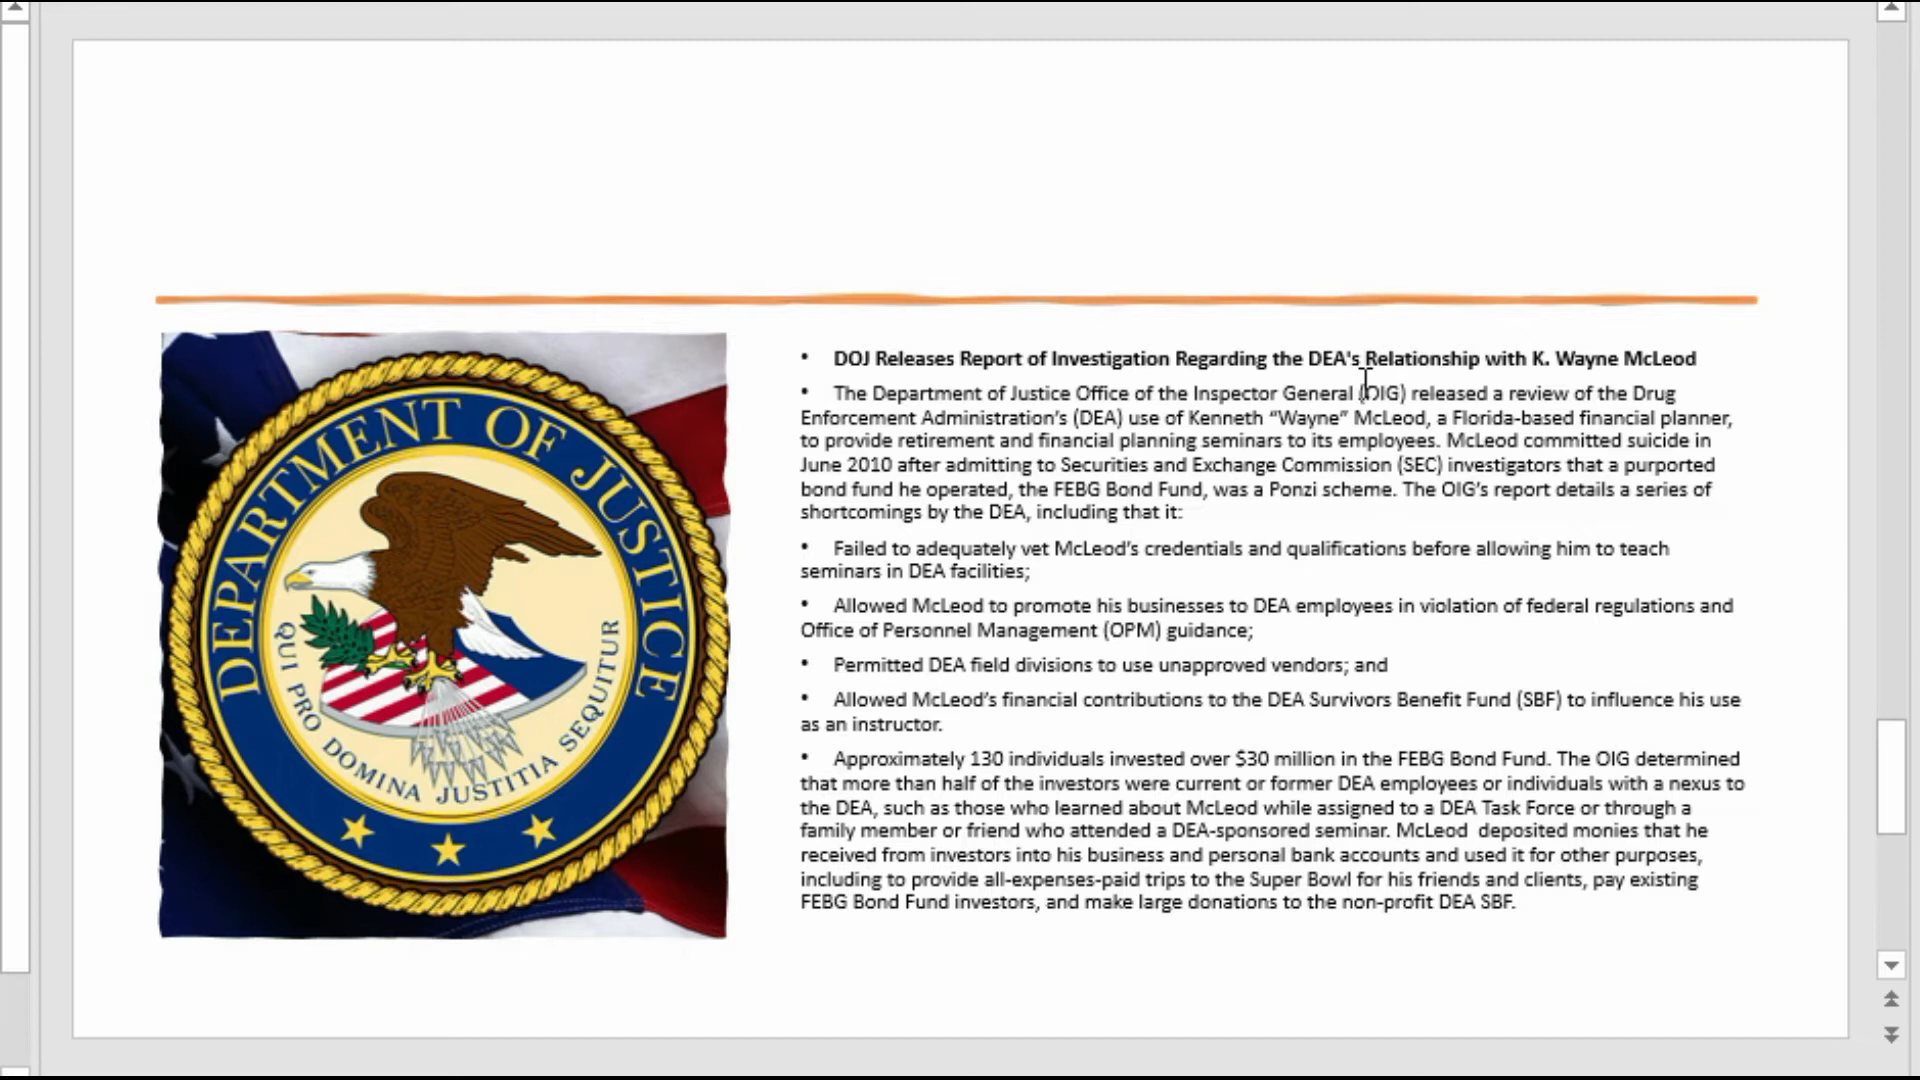 DEPARTMENT OF JUSTICE
QUI PRO DOMINA JUSTITIA SEQUITUR
• DOJ Releases Report of Investigation Regarding the DEA's Relationship with K. Wayne McLeod
• The Department of Justice Office of the Inspector General (OIG) released a review of the Drug
Enforcement Administration’s (DEA) use of Kenneth “Wayne” McLeod, a Florida-based financial planner,
to provide retirement and financial planning seminars to its employees. McLeod committed suicide in
June 2010 after admitting to Securities and Exchange Commission (SEC) investigators that a purported
bond fund he operated, the FEBG Bond Fund, was a Ponzi scheme. The OIG’s report details a series of
shortcomings by the DEA, including that it:
• Failed to adequately vet McLeod’s credentials and qualifications before allowing him to teach
seminars in DEA facilities;
• Allowed McLeod to promote his businesses to DEA employees in violation of federal regulations and
Office of Personnel Management (OPM) guidance;
• Permitted DEA field divisions to use unapproved vendors; and
• Allowed McLeod’s financial contributions to the DEA Survivors Benefit Fund (SBF) to influence his use
as an instructor.
• Approximately 130 individuals invested over $30 million in the FEBG Bond Fund. The OIG determined
that more than half of the investors were current or former DEA employees or individuals with a nexus to
the DEA, such as those who learned about McLeod while assigned to a DEA Task Force or through a
family member or friend who attended a DEA-sponsored seminar. McLeod deposited monies that he
received from investors into his business and personal bank accounts and used it for other purposes,
including to provide all-expenses-paid trips to the Super Bowl for his friends and clients, pay existing
FEBG Bond Fund investors, and make large donations to the non-profit DEA SBF.